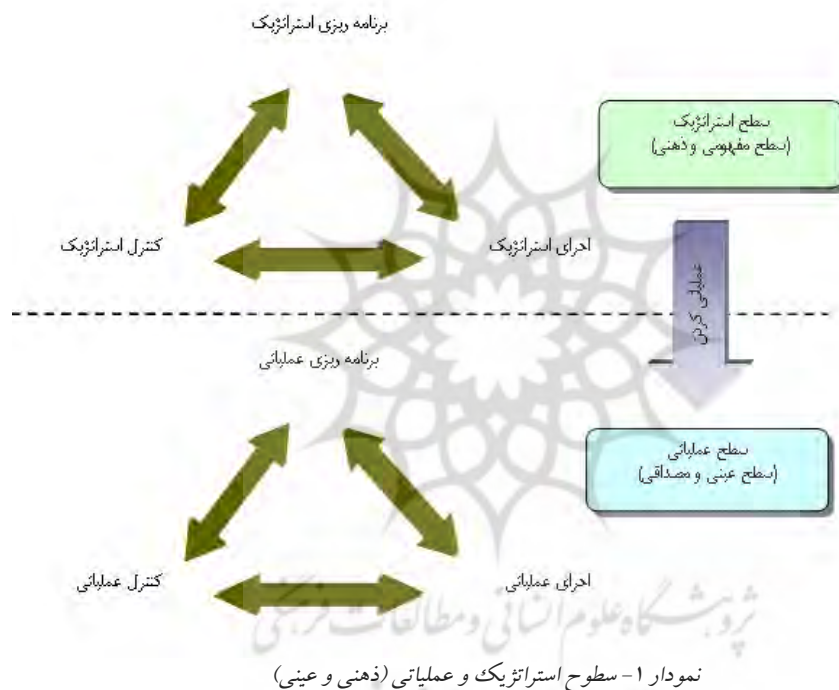 برنامه ریزی استراتژیک
سطح استراتژیک
(سطح مفهومی و ذهنی)
کنترل استراتژیک
اجرای استراتژیک
عملیاتی کردن
برنامه ریزی عملیاتی
سطح عملیاتی
(سطح عینی و مصداقی)
کنترل عملیاتی
اجرای عملیاتی
پژوهشگاه علوم انسانی و مطالعات فرهنگی
نمودار ۱- سطوح استراتژیک و عملیاتی (ذهنی و عینی)